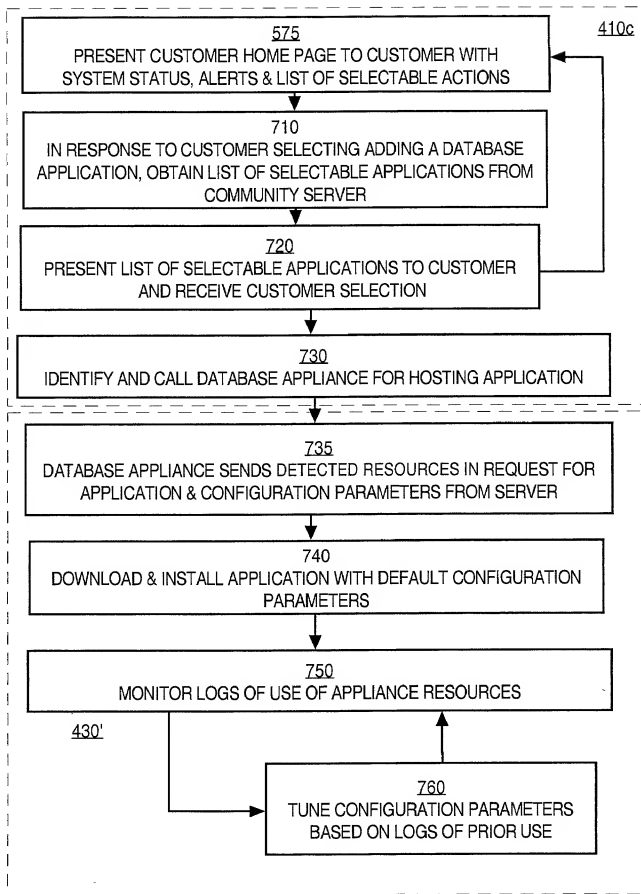 410c
575
PRESENT CUSTOMER HOME PAGE TO CUSTOMER WITH
SYSTEM STATUS, ALERTS & LIST OF SELECTABLE ACTIONS
710
IN RESPONSE TO CUSTOMER SELECTING ADDING A DATABASE
APPLICATION, OBTAIN LIST OF SELECTABLE APPLICATIONS FROM
COMMUNITY SERVER
720
PRESENT LIST OF SELECTABLE APPLICATIONS TO CUSTOMER
AND RECEIVE CUSTOMER SELECTION
730
IDENTIFY AND CALL DATABASE APPLIANCE FOR HOSTING APPLICATION
735
DATABASE APPLIANCE SENDS DETECTED RESOURCES IN REQUEST FOR
APPLICATION & CONFIGURATION PARAMETERS FROM SERVER
740
DOWNLOAD & INSTALL APPLICATION WITH DEFAULT CONFIGURATION
PARAMETERS
750
MONITOR LOGS OF USE OF APPLIANCE RESOURCES
430'
760
TUNE CONFIGURATION PARAMETERS
BASED ON LOGS OF PRIOR USE